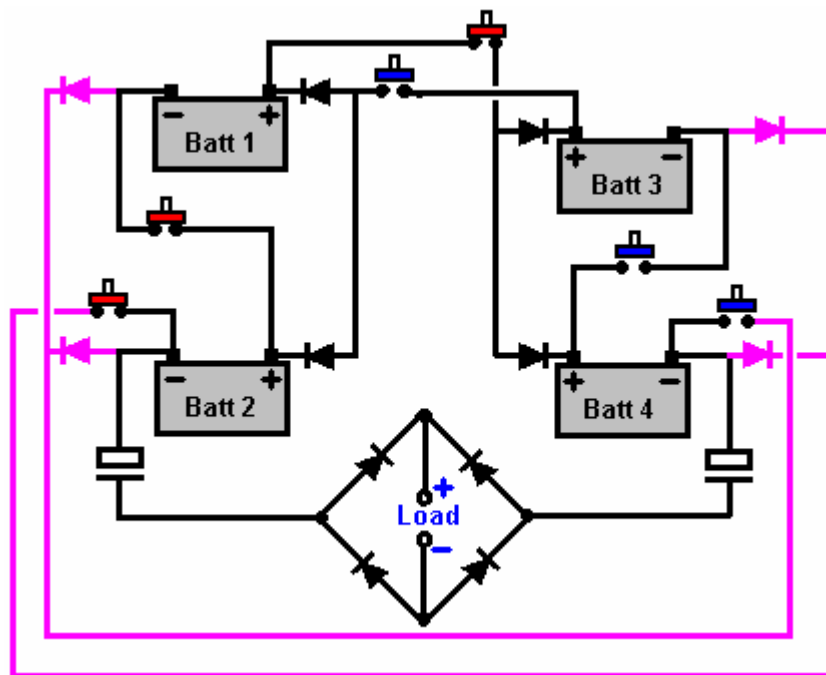 - +
Batt 1
+ -
Batt 3
- +
Batt 2
+ -
Batt 4
+
Load
-